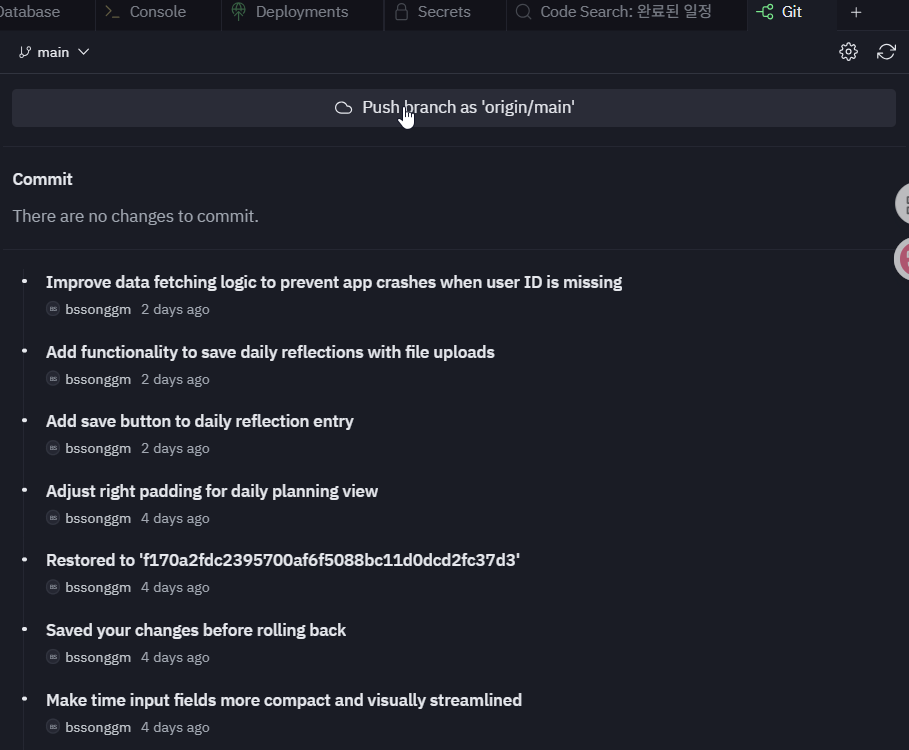 Database
>_ Console
Deployments
Secrets
Code Search: 완료된 일정
Git
+
main
Push branch as 'origin/main'
Commit
There are no changes to commit.
Improve data fetching logic to prevent app crashes when user ID is missing
BS bssonggm 2 days ago
Add functionality to save daily reflections with file uploads
BS bssonggm 2 days ago
Add save button to daily reflection entry
BS bssonggm 2 days ago
Adjust right padding for daily planning view
BS bssonggm 4 days ago
Restored to 'f170a2fdc2395700af6f5088bc11d0dcd2fc37d3'
BS bssonggm 4 days ago
Saved your changes before rolling back
BS bssonggm 4 days ago
Make time input fields more compact and visually streamlined
BS bssonggm 4 days ago